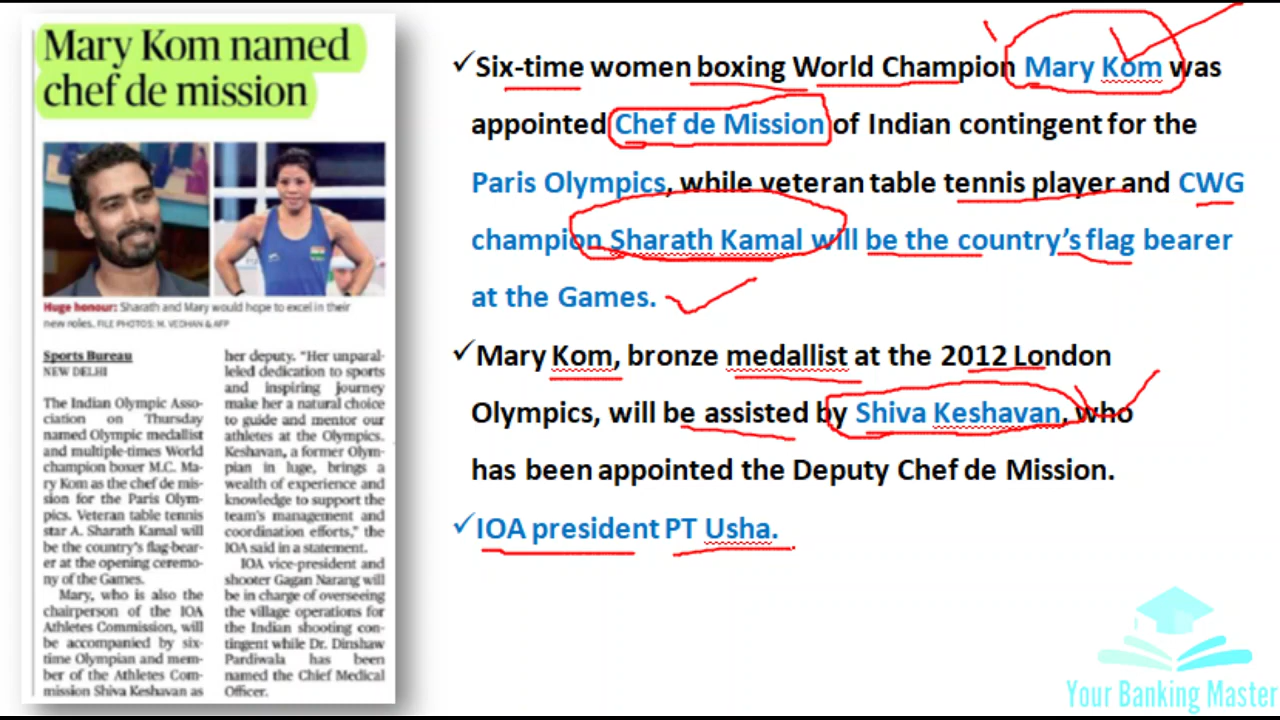 Mary Kom named
chef de mission
Huge honour: Sharath and Mary would hope to excel in their
new roles. FILE PHOTOS: M. VEDHAN & AFP
Sports Bureau
NEW DELHI
The Indian Olympic Asso-
ciation on Thursday
named Olympic medallist
and multiple-times World
champion boxer M.C. Ma-
ry Kom as the chef de mis-
sion for the Paris Olym-
pics. Veteran table tennis
star A. Sharath Kamal will
be the country's flag-bear-
er at the opening ceremo-
ny of the Games.
Mary, who is also the
chairperson of the IOA
Athletes Commission, will
be accompanied by six-
time Olympian and mem-
ber of the Athletes Com-
mission Shiva Keshavan as
her deputy. "Her unparal-
leled dedication to sports
and inspiring journey
make her a natural choice
to guide and mentor our
athletes at the Olympics.
Keshavan, a former Olym-
pian in luge, brings a
wealth of experience and
knowledge to support the
team's management and
coordination efforts," the
IOA said in a statement.
IOA vice-president and
shooter Gagan Narang will
be in charge of overseeing
the village operations for
the Indian shooting con-
tingent while Dr. Dinshaw
Pardiwala has been
named the Chief Medical
Officer.
✓Six-time women boxing World Champion Mary Kom was
appointed Chef de Mission of Indian contingent for the
Paris Olympics, while veteran table tennis player and CWG
champion Sharath Kamal will be the country's flag bearer
at the Games.
✓Mary Kom, bronze medallist at the 2012 London
Olympics, will be assisted by Shiva Keshavan, who
has been appointed the Deputy Chef de Mission.
✓IOA president PT Usha.
Your Banking Master